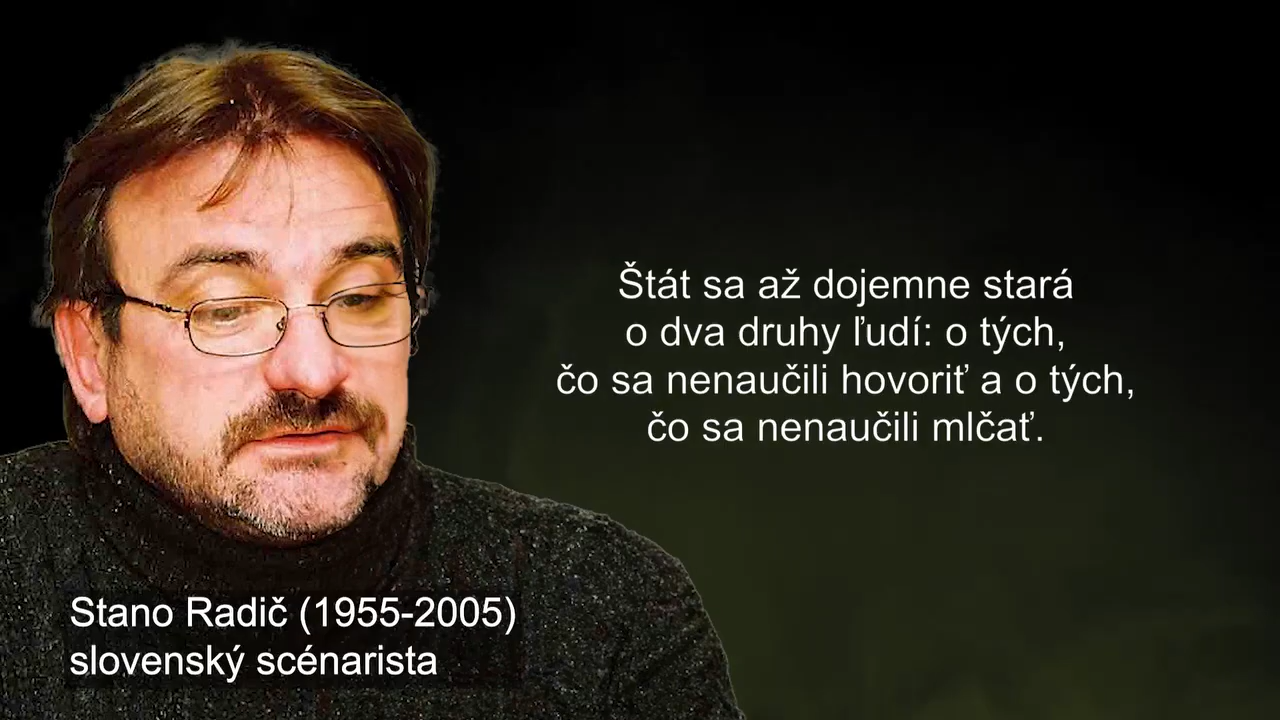 Štát sa až dojemne stará
o dva druhy ľudí: o tých,
čo sa nenaučili hovoriť a o tých,
čo sa nenaučili mlčať.
Stano Radič (1955-2005)
slovenský scénarista